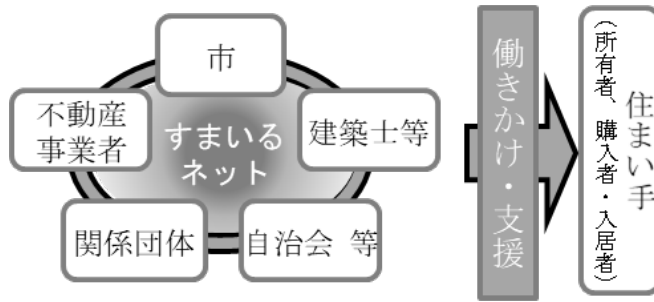 市
不動産
事業者
すまいる
ネット
建築士等
関係団体
自治会 等
働きかけ・支援
住まい手
(所有者、購入者・入居者)